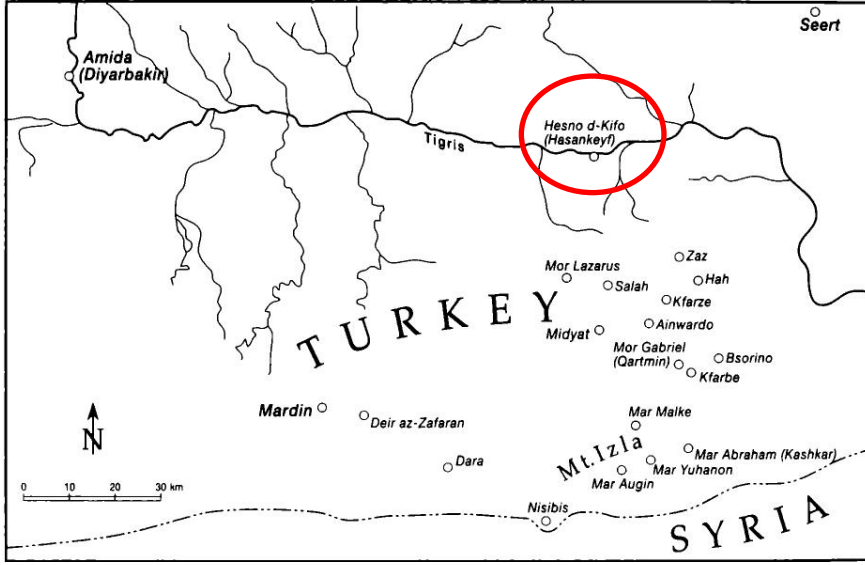 Seert
Amida
(Diyarbakir)
Hesno d-Kifo
(Hasankeyf)
Tigris
Zaz
Mor Lazarus
Hah
Salah
Kfarze
TURKEY
Ainwardo
Midyat
Mor Gabriel
(Qartmin)
Bsorino
Kfarbe
Mardin
Deir az-Zafaran
Mar Malke
N
Mt. Izla
Mar Abraham (Kashkar)
Dara
Mar Yuhanon
Mar Augin
0 10 20 30 km
Nisibis
SYRIA